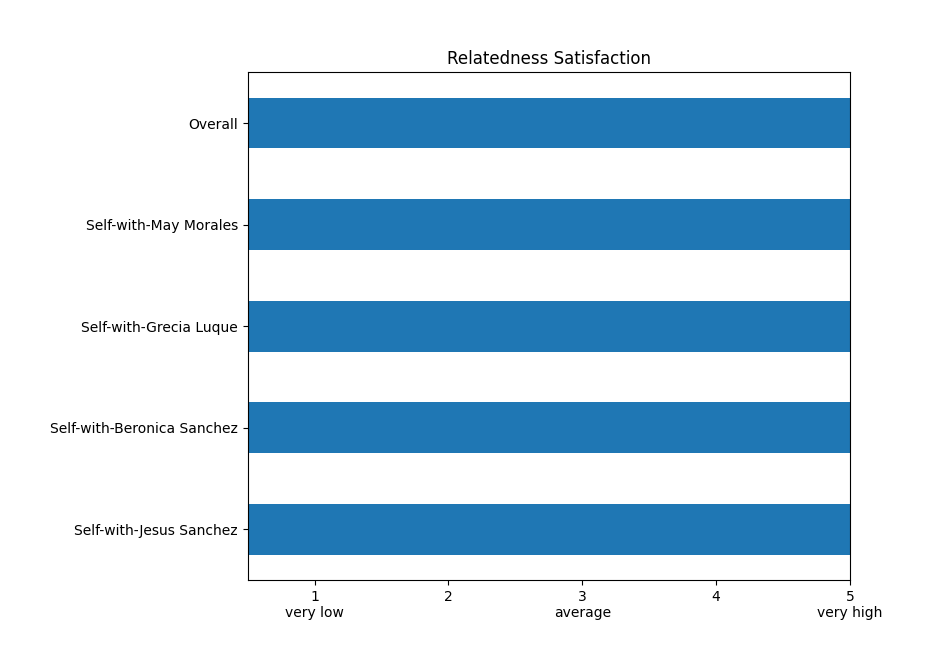 Relatedness Satisfaction
Overall
Self-with-May Morales
Self-with-Grecia Luque
Self-with-Beronica Sanchez
Self-with-Jesus Sanchez
1 2 3 4 5
very low average very high